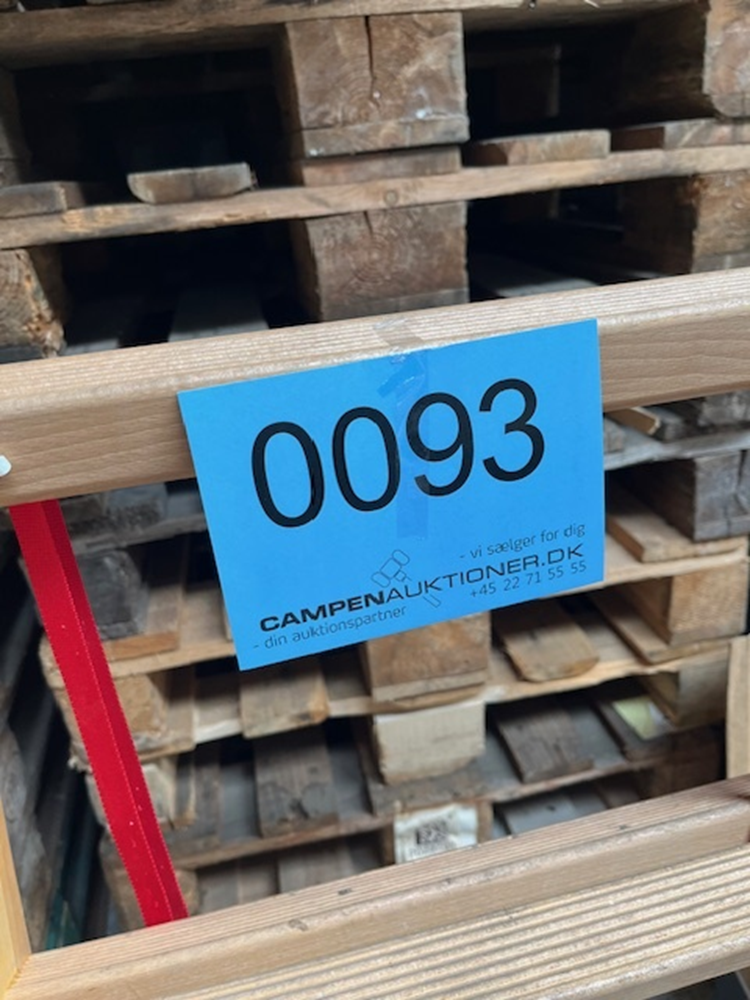 0093
- vi sælger for dig
CAMPENAUKTIONER.DK
- din auktionspartner
+45 22 71 55 55